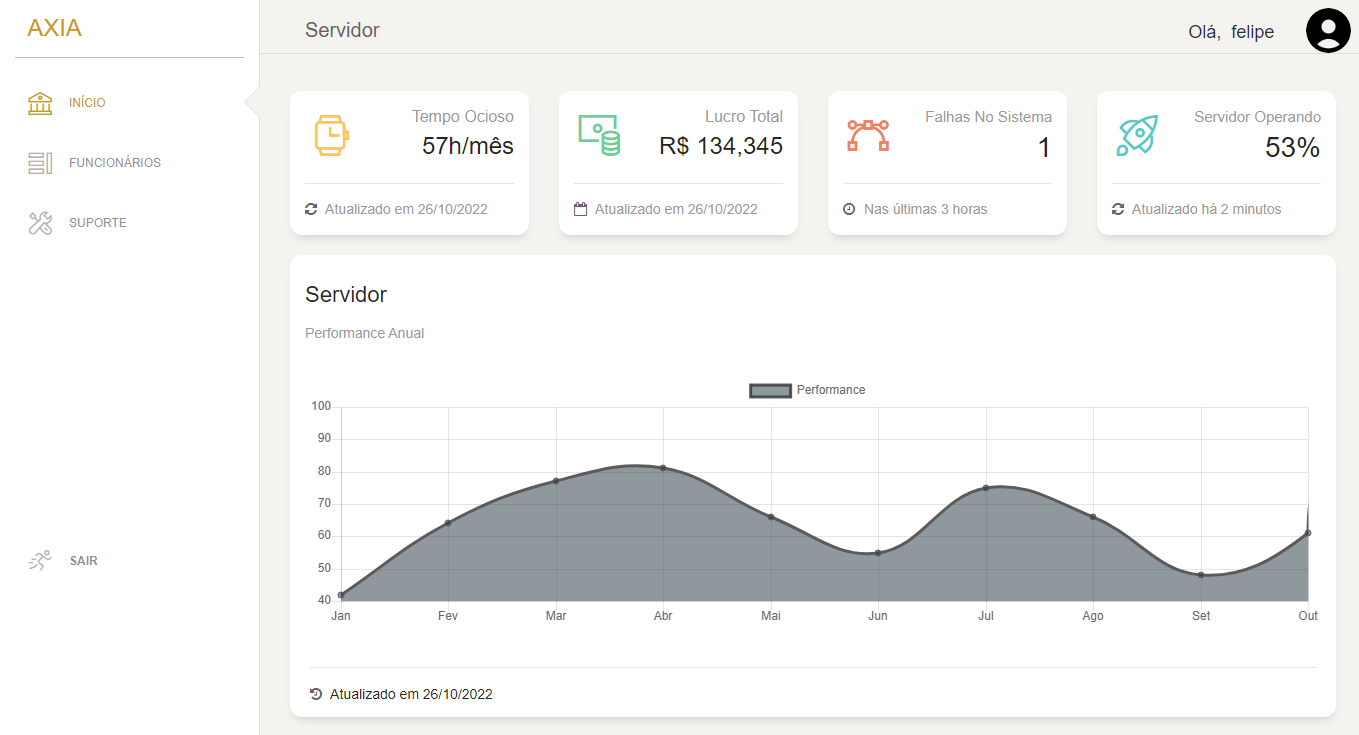 AXIA
INÍCIO
FUNCIONÁRIOS
SUPORTE
SAIR
Servidor
Olá, felipe
Tempo Ocioso
57h/mês
Atualizado em 26/10/2022
Lucro Total
R$ 134,345
Atualizado em 26/10/2022
Falhas No Sistema
1
Nas últimas 3 horas
Servidor Operando
53%
Atualizado há 2 minutos
Servidor
Performance Anual
Performance
100
90
80
70
60
50
40
Jan Fev Mar Abr Mai Jun Jul Ago Set Out
Atualizado em 26/10/2022